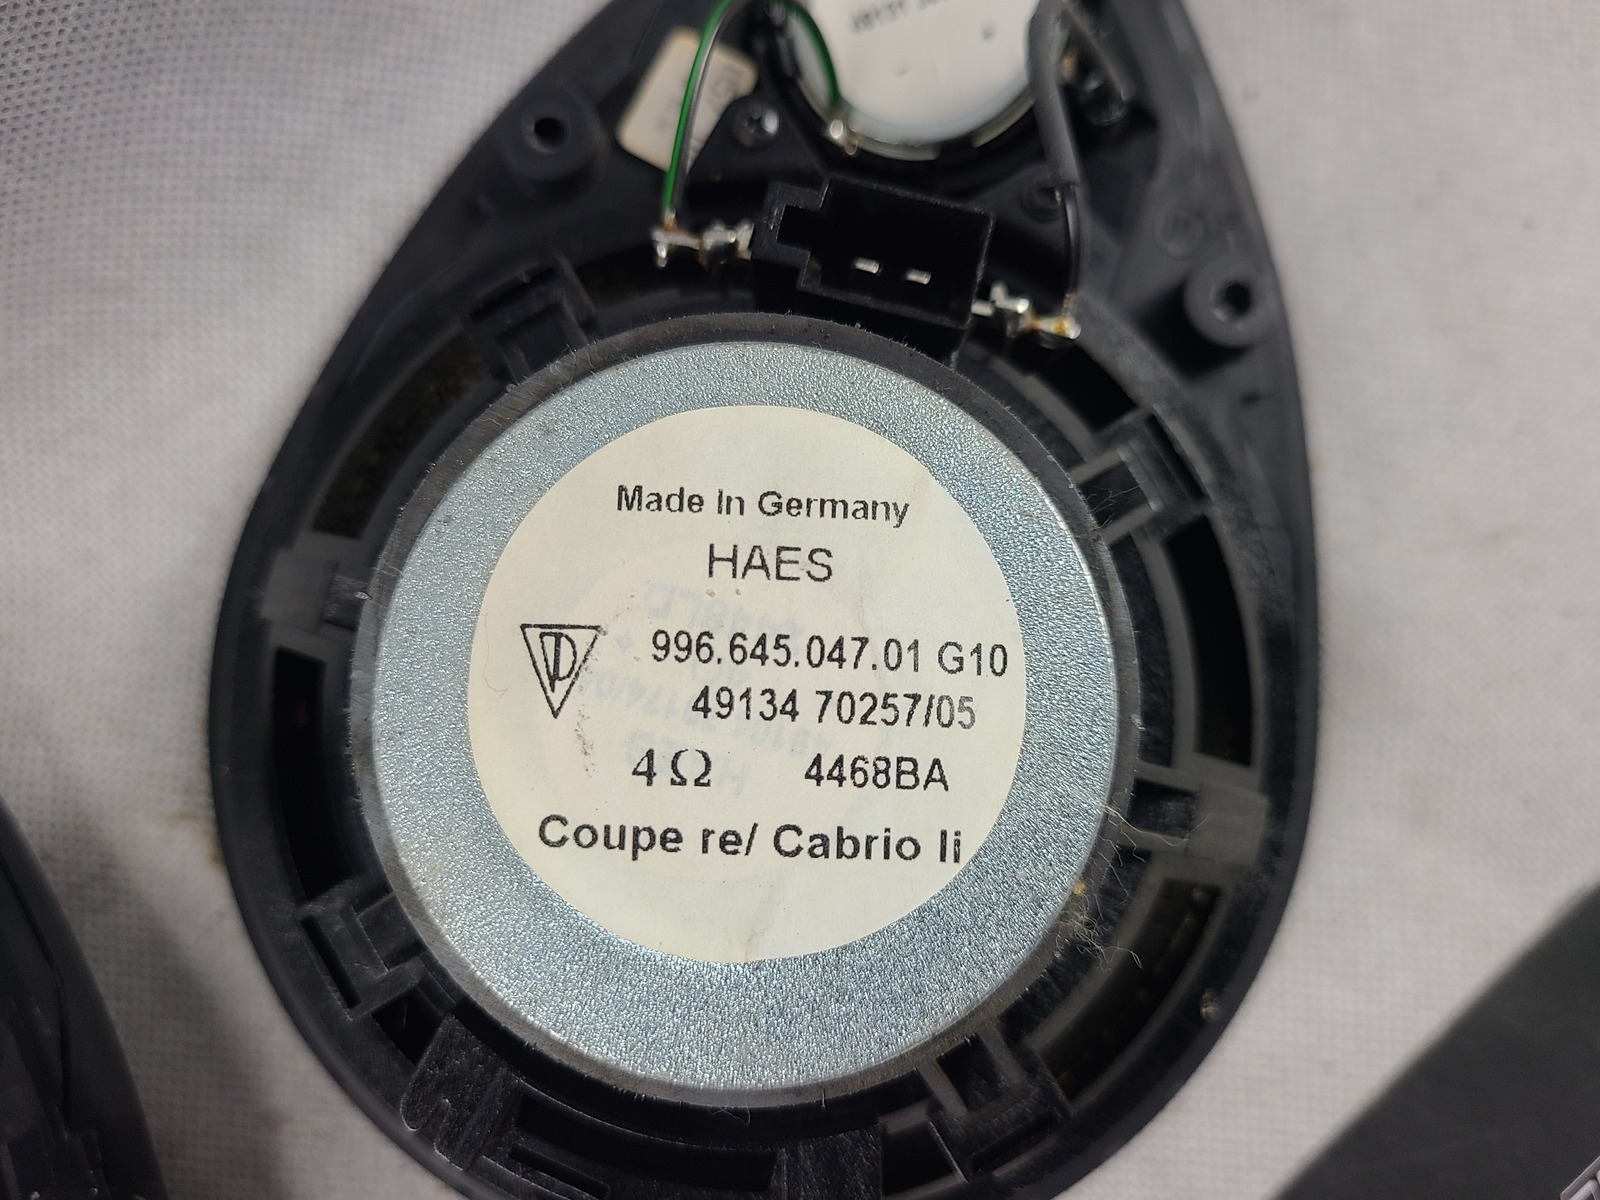 Made In Germany
HAES
996.645.047.01 G10
49134 70257/05
4 Ω 4468BA
Coupe re/ Cabrio li